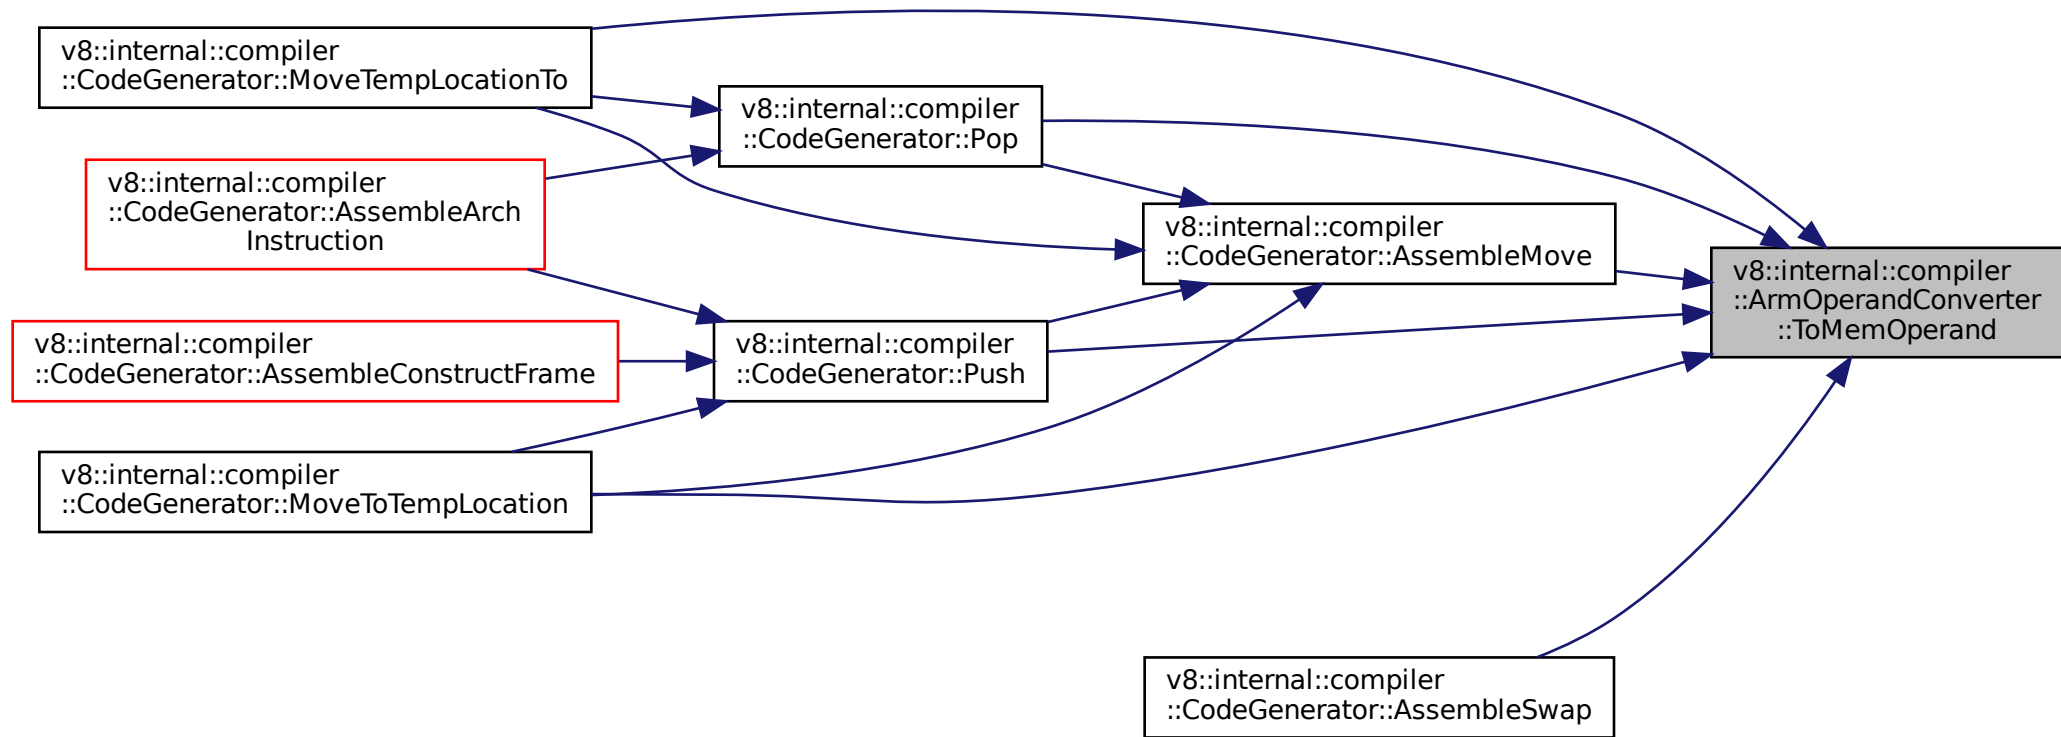 v8::internal::compiler
::CodeGenerator::MoveTempLocationTo
v8::internal::compiler
::CodeGenerator::Pop
v8::internal::compiler
::CodeGenerator::AssembleArch
Instruction
v8::internal::compiler
::CodeGenerator::AssembleMove
v8::internal::compiler
::ArmOperandConverter
::ToMemOperand
v8::internal::compiler
::CodeGenerator::AssembleConstructFrame
v8::internal::compiler
::CodeGenerator::Push
v8::internal::compiler
::CodeGenerator::MoveToTempLocation
v8::internal::compiler
::CodeGenerator::AssembleSwap